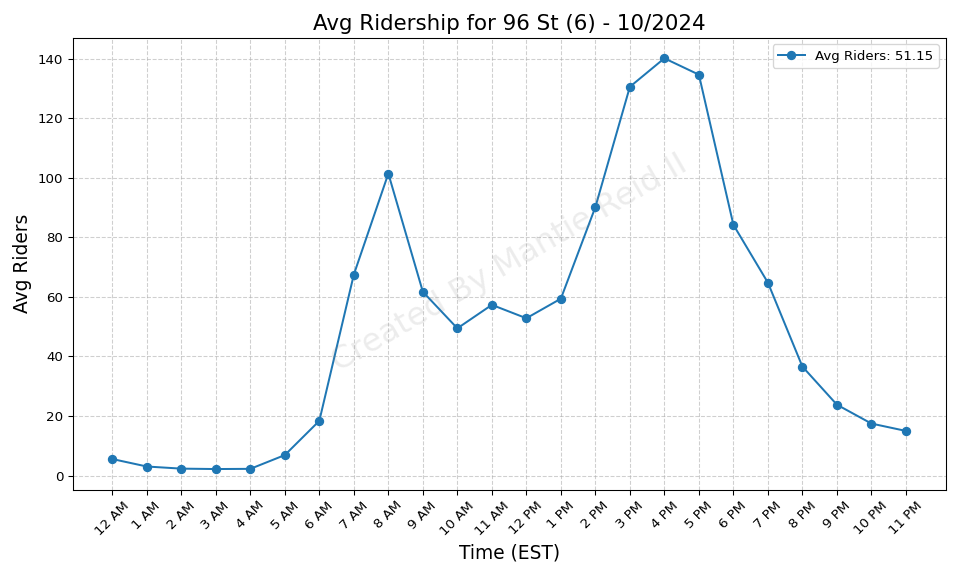 Avg Ridership for 96 St (6) - 10/2024
Avg Riders: 51.15
Avg Riders
140
120
100
80
60
40
20
0
Created By Mantie Reid II
12 AM
1 AM
2 AM
3 AM
4 AM
5 AM
6 AM
7 AM
8 AM
9 AM
10 AM
11 AM
12 PM
1 PM
2 PM
3 PM
4 PM
5 PM
6 PM
7 PM
8 PM
9 PM
10 PM
11 PM
Time (EST)